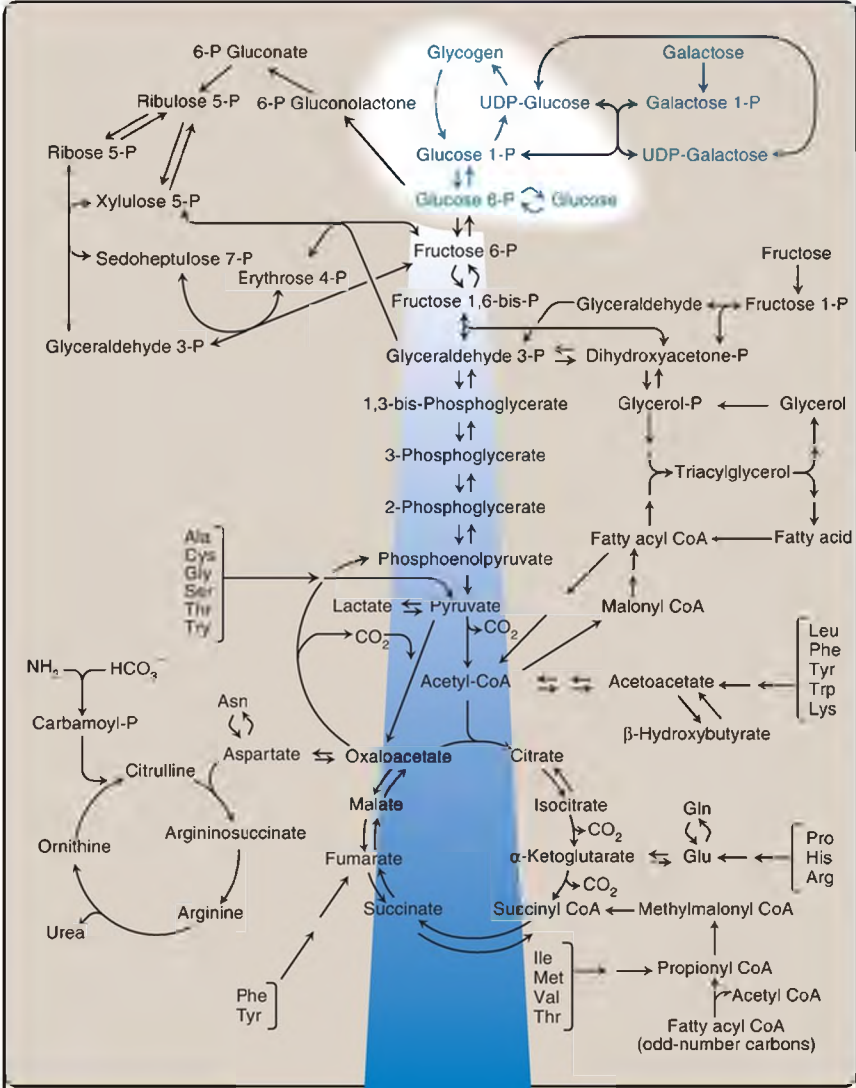 6-P Gluconate
Glycogen
Galactose
Ribulose 5-P
6-P Gluconolactone
UDP-Glucose
Galactose 1-P
Ribose 5-P
Glucose 1-P
UDP-Galactose
Xylulose 5-P
Glucose 6-P
Glucose
Sedoheptulose 7-P
Fructose 6-P
Fructose
Erythrose 4-P
Fructose 1,6-bis-P
Glyceraldehyde
Fructose 1-P
Glyceraldehyde 3-P
Glyceraldehyde 3-P
Dihydroxyacetone-P
1,3-bis-Phosphoglycerate
Glycerol-P
Glycerol
3-Phosphoglycerate
Triacylglycerol
2-Phosphoglycerate
Ala
Cys
Gly
Ser
Thr
Try
Fatty acyl CoA
Fatty acid
Phosphoenolpyruvate
Lactate
Pyruvate
Malonyl CoA
CO2
CO2
Leu
Phe
Tyr
Trp
Lys
NH3
HCO3-
Acetyl-CoA
Acetoacetate
Carbamoyl-P
Asn
β-Hydroxybutyrate
Aspartate
Oxaloacetate
Citrate
Citrulline
Malate
Isocitrate
Gln
CO2
Ornithine
Argininosuccinate
Fumarate
α-Ketoglutarate
Glu
Pro
His
Arg
CO2
Arginine
Succinate
Succinyl CoA
Methylmalonyl CoA
Urea
Ile
Met
Val
Thr
Propionyl CoA
Phe
Tyr
Acetyl CoA
Fatty acyl CoA
(odd-number carbons)